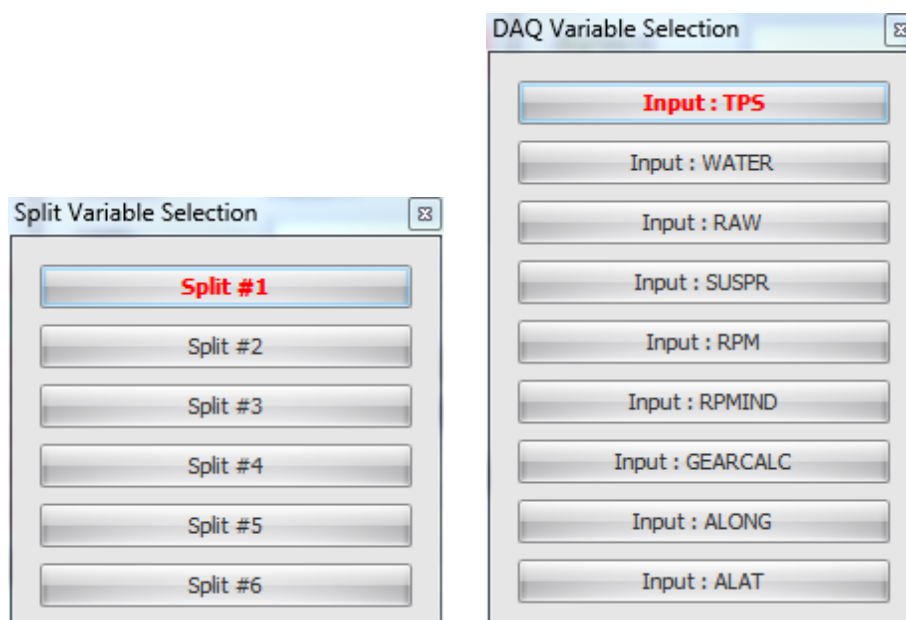 Split Variable Selection
Split #1
Split #2
Split #3
Split #4
Split #5
Split #6
DAQ Variable Selection
Input : TPS
Input : WATER
Input : RAW
Input : SUSPR
Input : RPM
Input : RPMIND
Input : GEARCALC
Input : ALONG
Input : ALAT